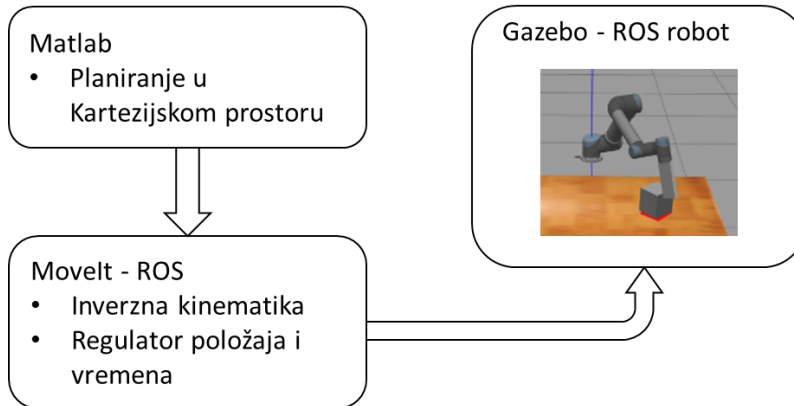 Matlab
• Planiranje u
Kartezijskom prostoru
Gazebo - ROS robot
MoveIt - ROS
• Inverzna kinematika
• Regulator položaja i
vremena